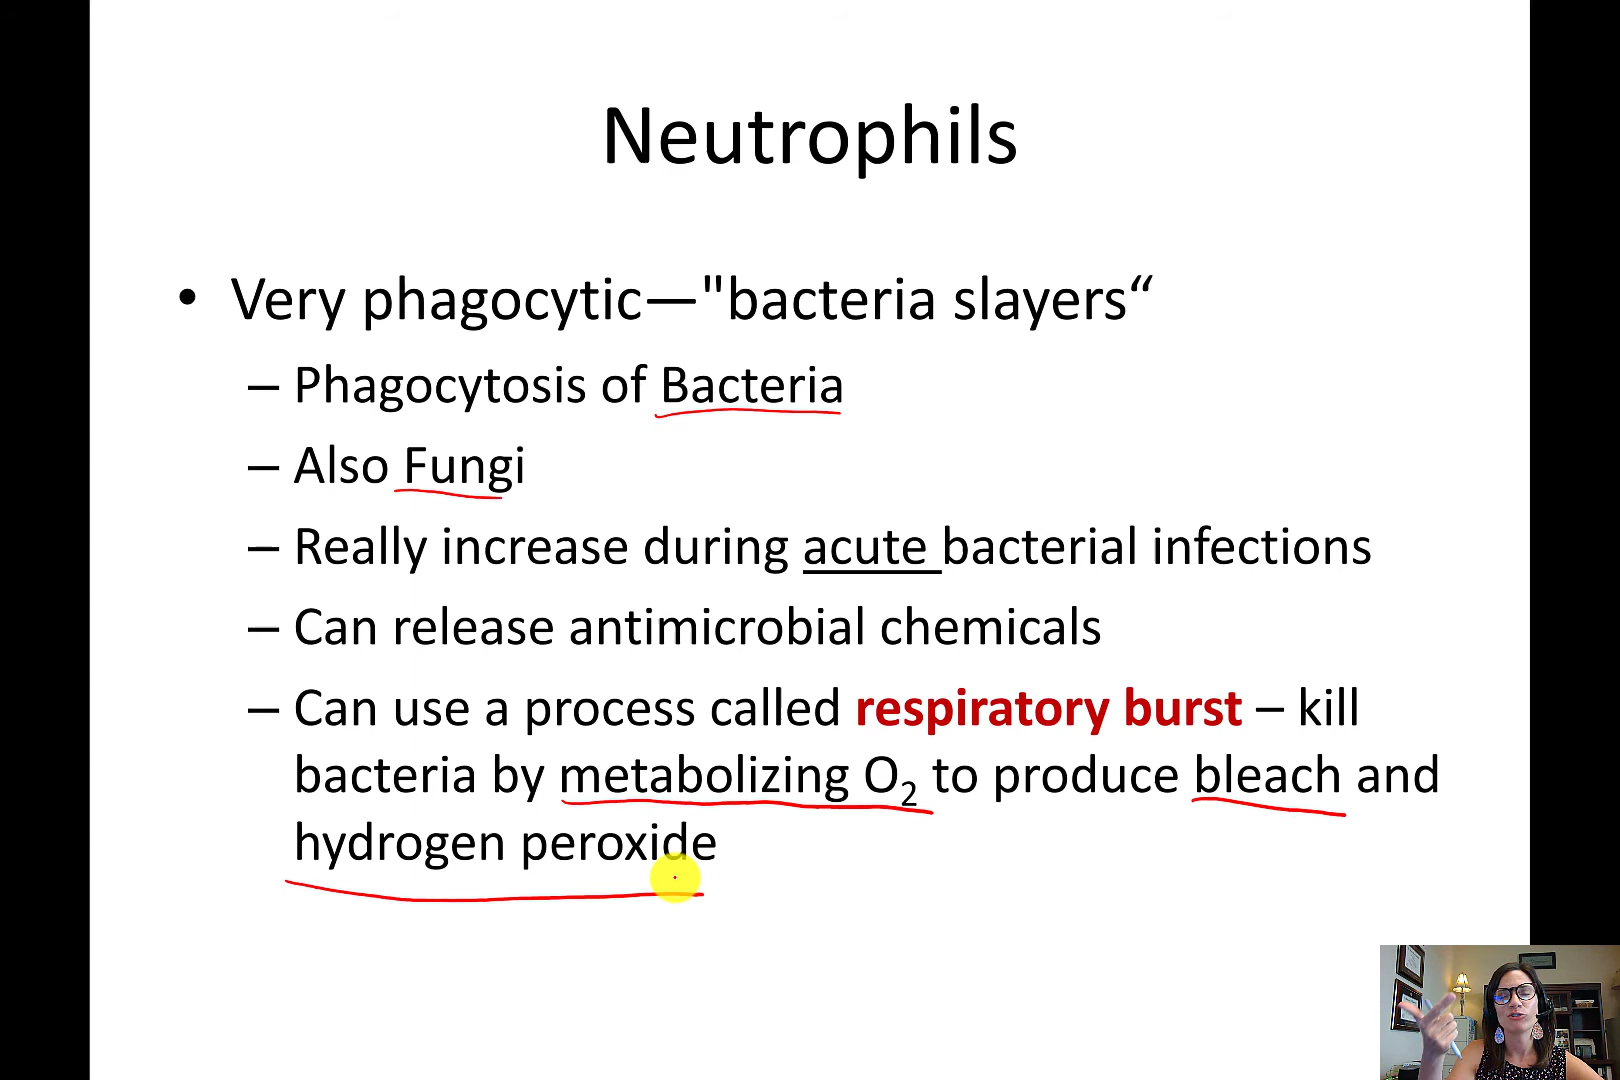 Neutrophils
• Very phagocytic—"bacteria slayers“
– Phagocytosis of Bacteria
– Also Fungi
– Really increase during acute bacterial infections
– Can release antimicrobial chemicals
– Can use a process called respiratory burst – kill
bacteria by metabolizing O₂ to produce bleach and
hydrogen peroxide